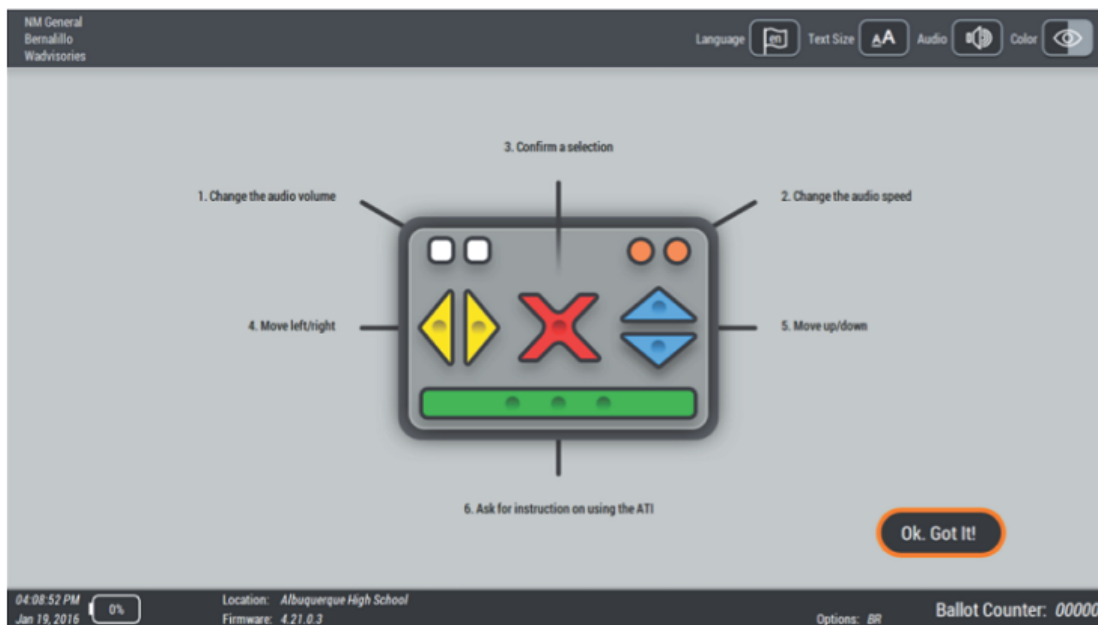 NM General
Bernalillo
Wadvisories
Language en Text Size AA Audio Color
3. Confirm a selection
1. Change the audio volume
2. Change the audio speed
4. Move left/right
5. Move up/down
6. Ask for instruction on using the ATI
Ok. Got It!
04:08:52 PM
Jan 19, 2016
0%
Location: Albuquerque High School
Firmware: 4.21.0.3
Options: BR
Ballot Counter: 00000